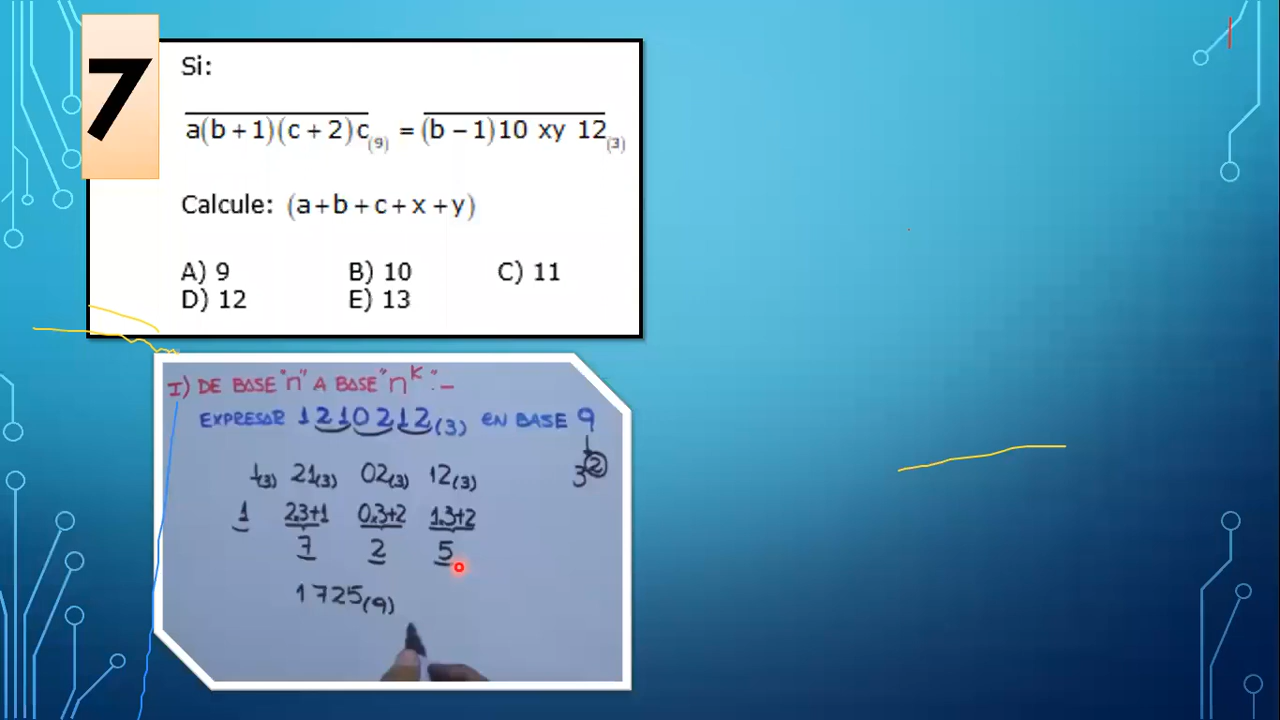 7
Si:
a(b+1)(c+2)c(9) = (b−1)10 xy 12(3)
Calcule: (a+b+c+x+y)
A) 9 B) 10 C) 11
D) 12 E) 13
I) DE BASE "n" A BASE "n^k":-
EXPRESAR 1210212(3) EN BASE 9
1(3) 21(3) 02(3) 12(3) 3²
1 2.3+1 0.3+2 1.3+2
7 2 5
1725(9)